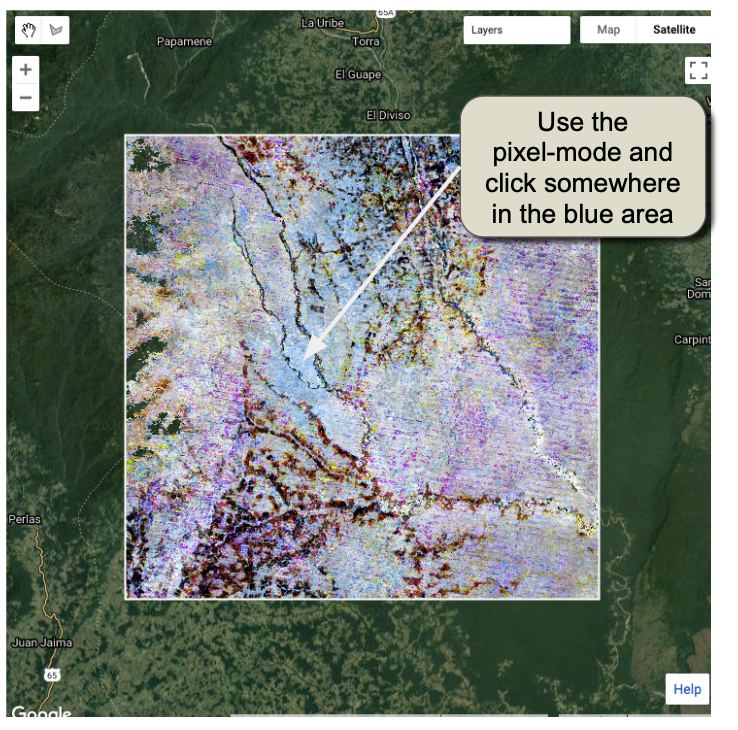 65A
La Uribe
Layers
Map
Satellite
Papamene
Torra
El Guape
El Diviso
Use the
pixel-mode and
click somewhere
in the blue area
Dom
Carpint
Perlas
Juan Jaima
65
Help
Google